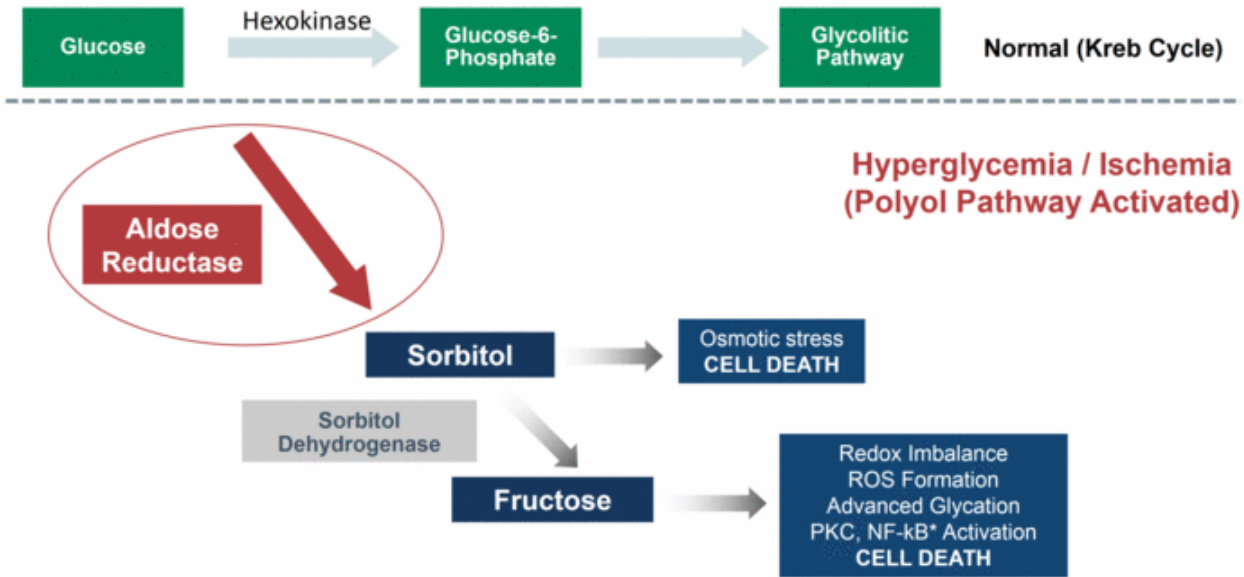 Hexokinase
Glucose
Glucose-6-
Phosphate
Glycolitic
Pathway
Normal (Kreb Cycle)
Hyperglycemia / Ischemia
(Polyol Pathway Activated)
Aldose
Reductase
Sorbitol
Osmotic stress
CELL DEATH
Sorbitol
Dehydrogenase
Fructose
Redox Imbalance
ROS Formation
Advanced Glycation
PKC, NF-kB* Activation
CELL DEATH